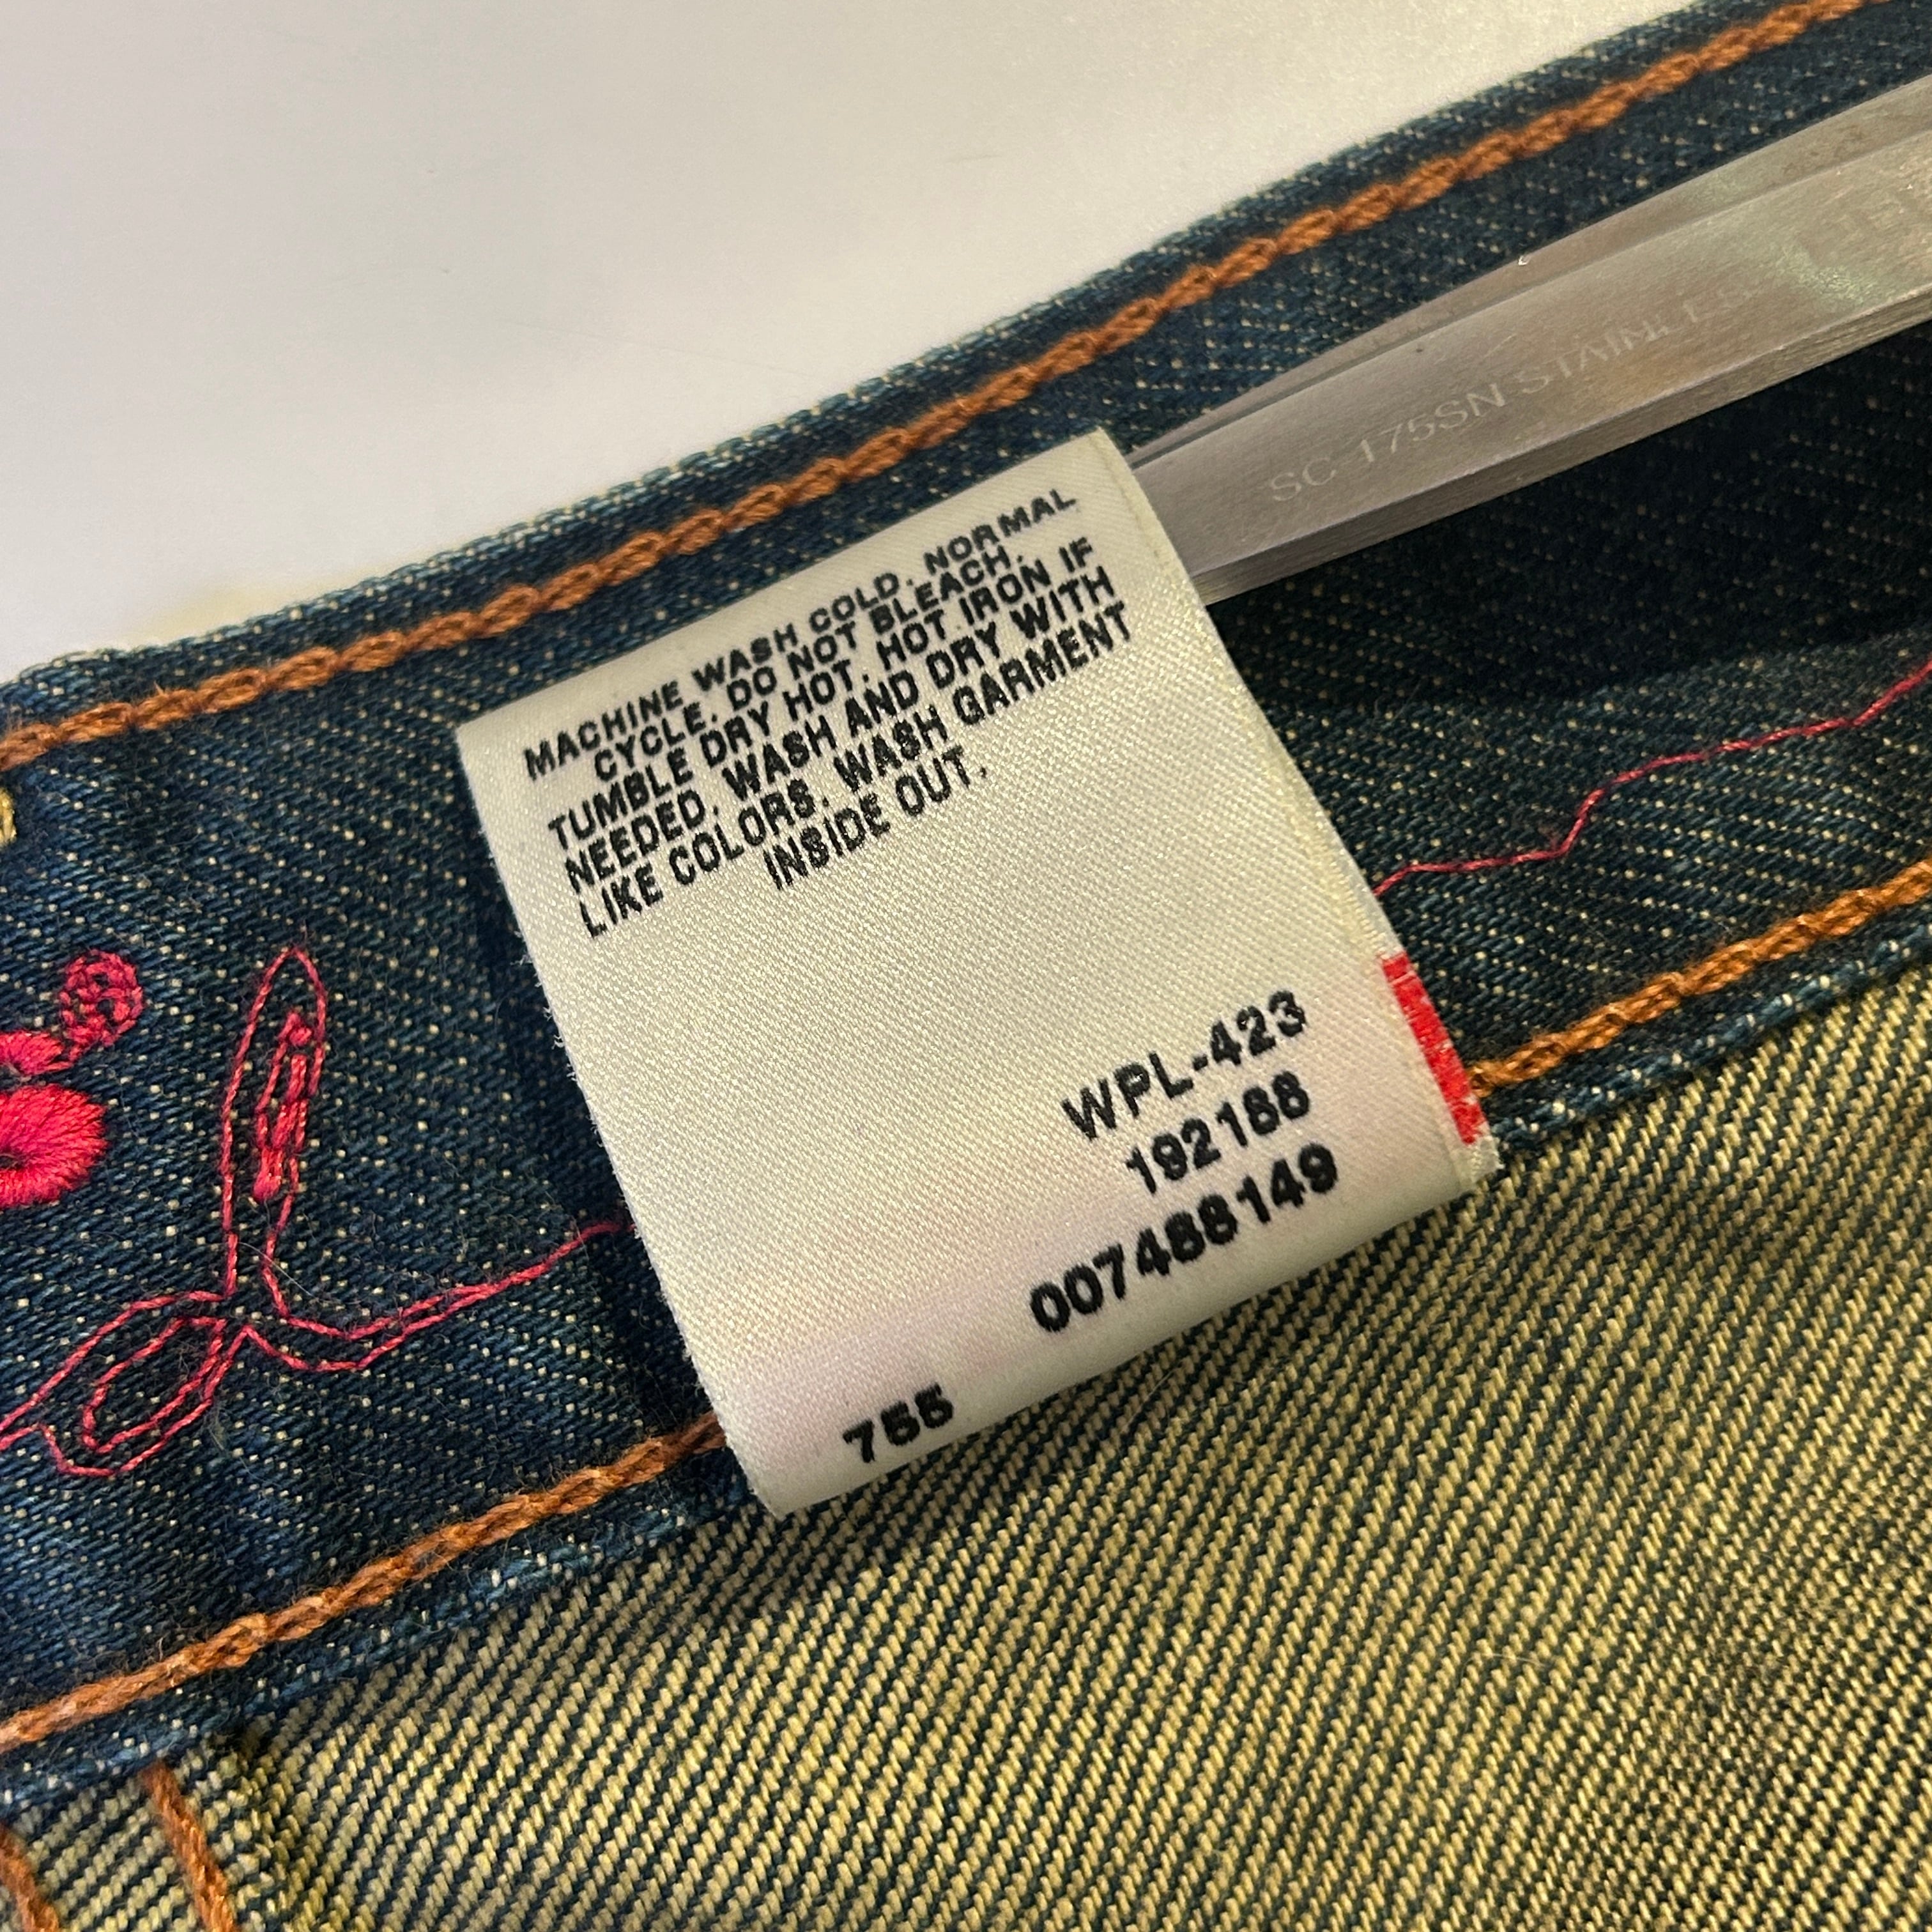 MACHINE WASH COLD, NORMAL
CYCLE. DO NOT BLEACH.
TUMBLE DRY HOT. HOT IRON IF
NEEDED. WASH AND DRY WITH
LIKE COLORS. WASH GARMENT
INSIDE OUT.
WPL-423
192188
007488149
755
SC-175SN